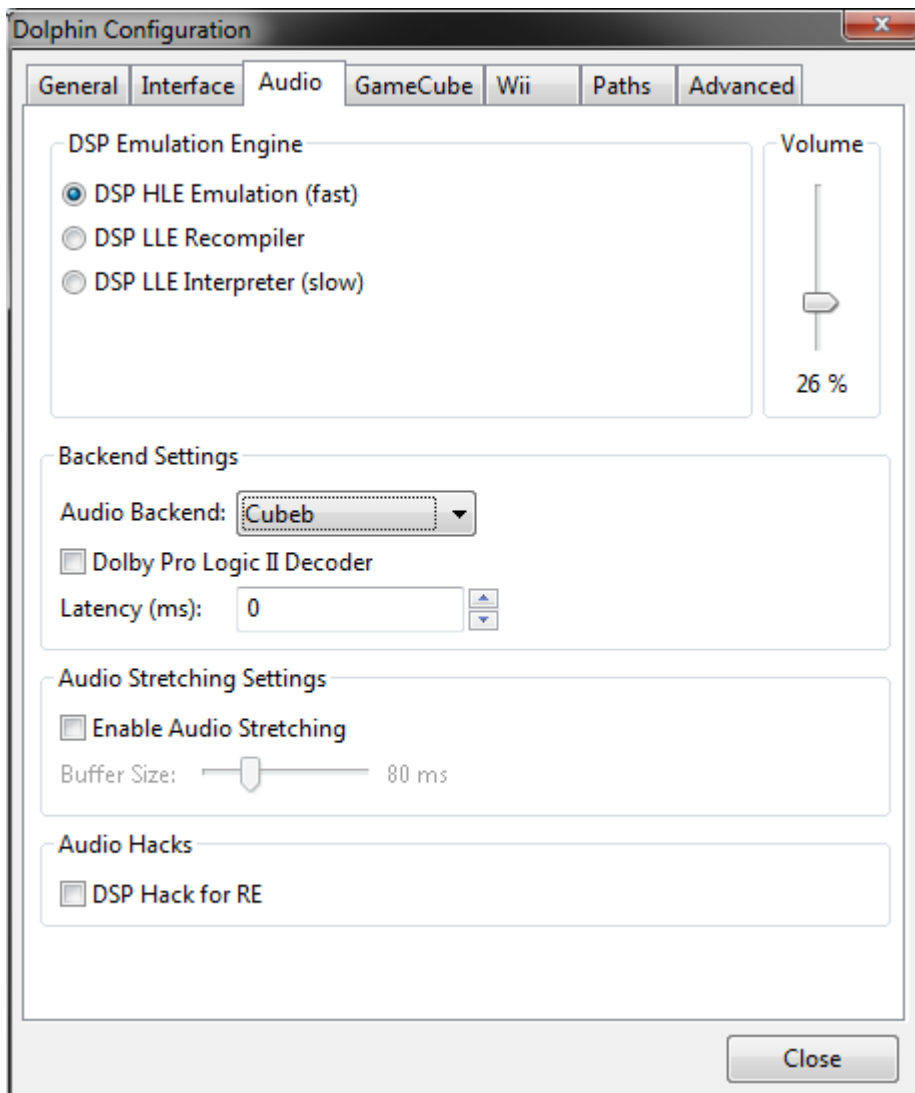 Dolphin Configuration
General Interface Audio GameCube Wii Paths Advanced
DSP Emulation Engine
DSP HLE Emulation (fast)
DSP LLE Recompiler
DSP LLE Interpreter (slow)
Volume
26 %
Backend Settings
Audio Backend: Cubeb
Dolby Pro Logic II Decoder
Latency (ms): 0
Audio Stretching Settings
Enable Audio Stretching
Buffer Size: 80 ms
Audio Hacks
DSP Hack for RE
Close